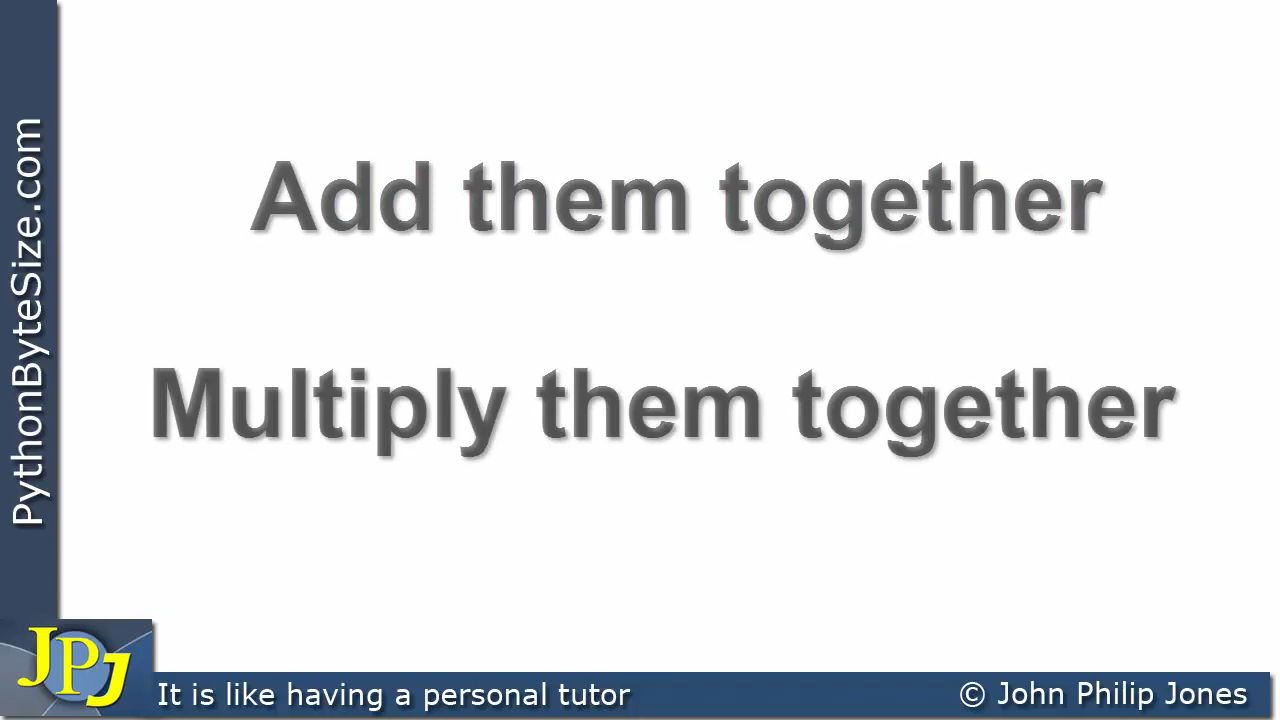 Add them together
Multiply them together
PythonByteSize.com
JPJ
It is like having a personal tutor
© John Philip Jones